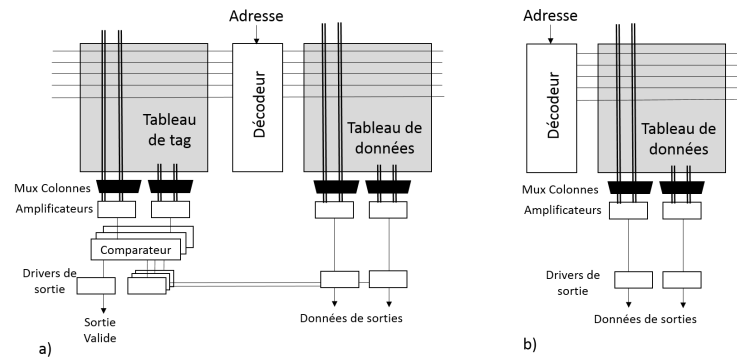 Adresse
Décodeur
Tableau
de tag
Tableau de
données
Mux Colonnes
Amplificateurs
Comparateur
Drivers de
sortie
Sortie
Valide
Données de sorties
a)
Adresse
Décodeur
Tableau de
données
Mux Colonnes
Amplificateurs
Drivers de
sortie
Données de sorties
b)